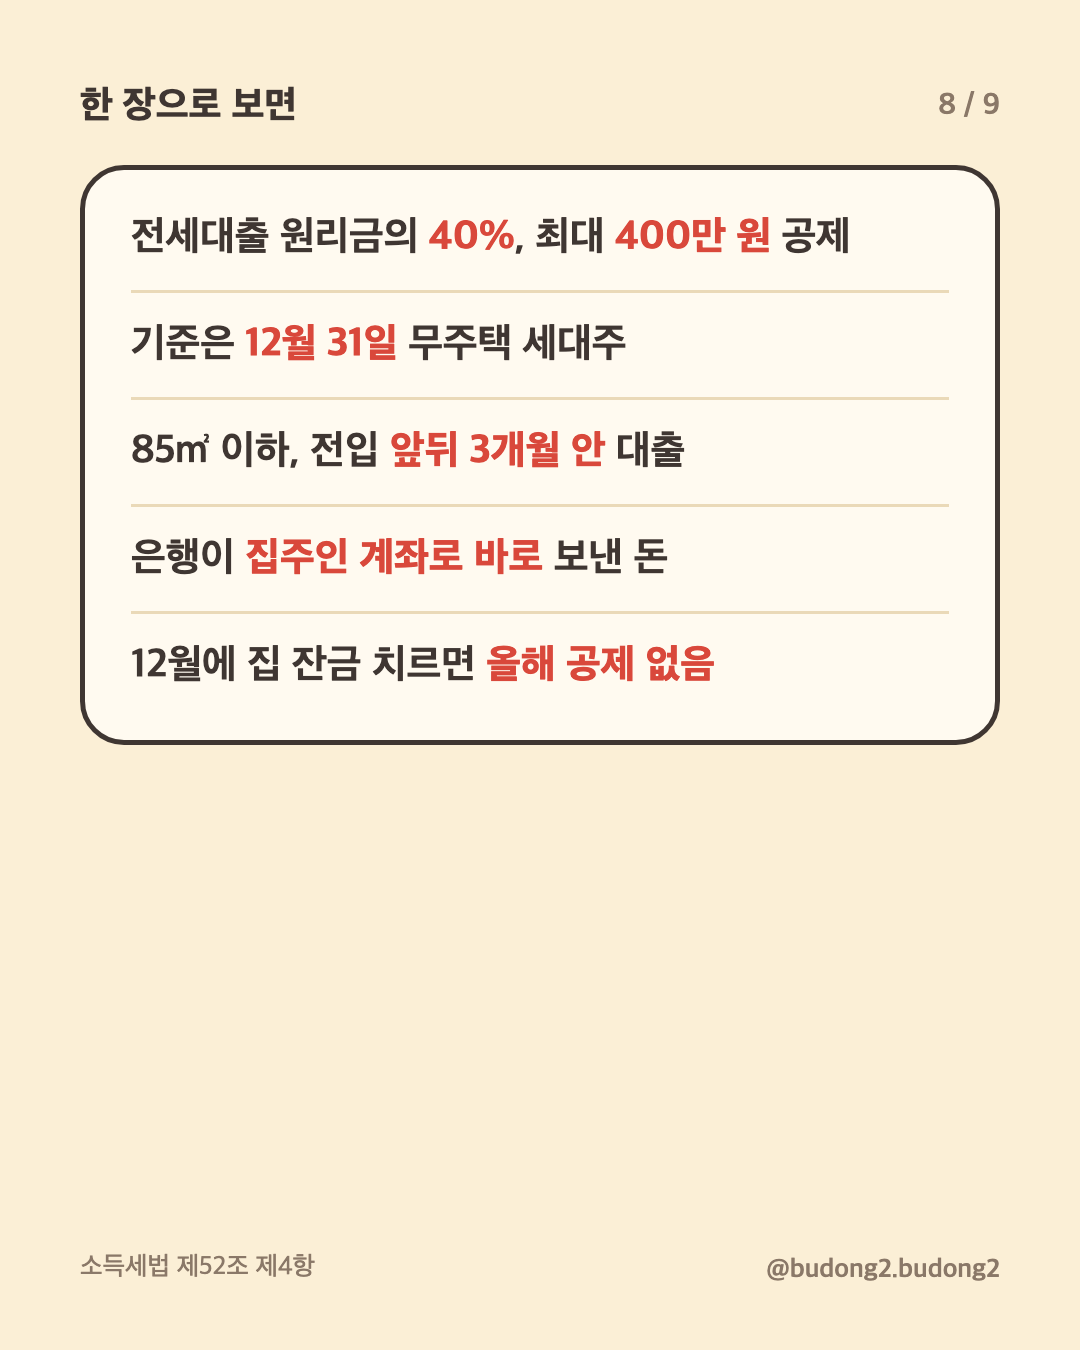 한 장으로 보면
8 / 9
전세대출 원리금의 40%, 최대 400만 원 공제
기준은 12월 31일 무주택 세대주
85㎡ 이하, 전입 앞뒤 3개월 안 대출
은행이 집주인 계좌로 바로 보낸 돈
12월에 집 잔금 치르면 올해 공제 없음
소득세법 제52조 제4항
@budong2.budong2